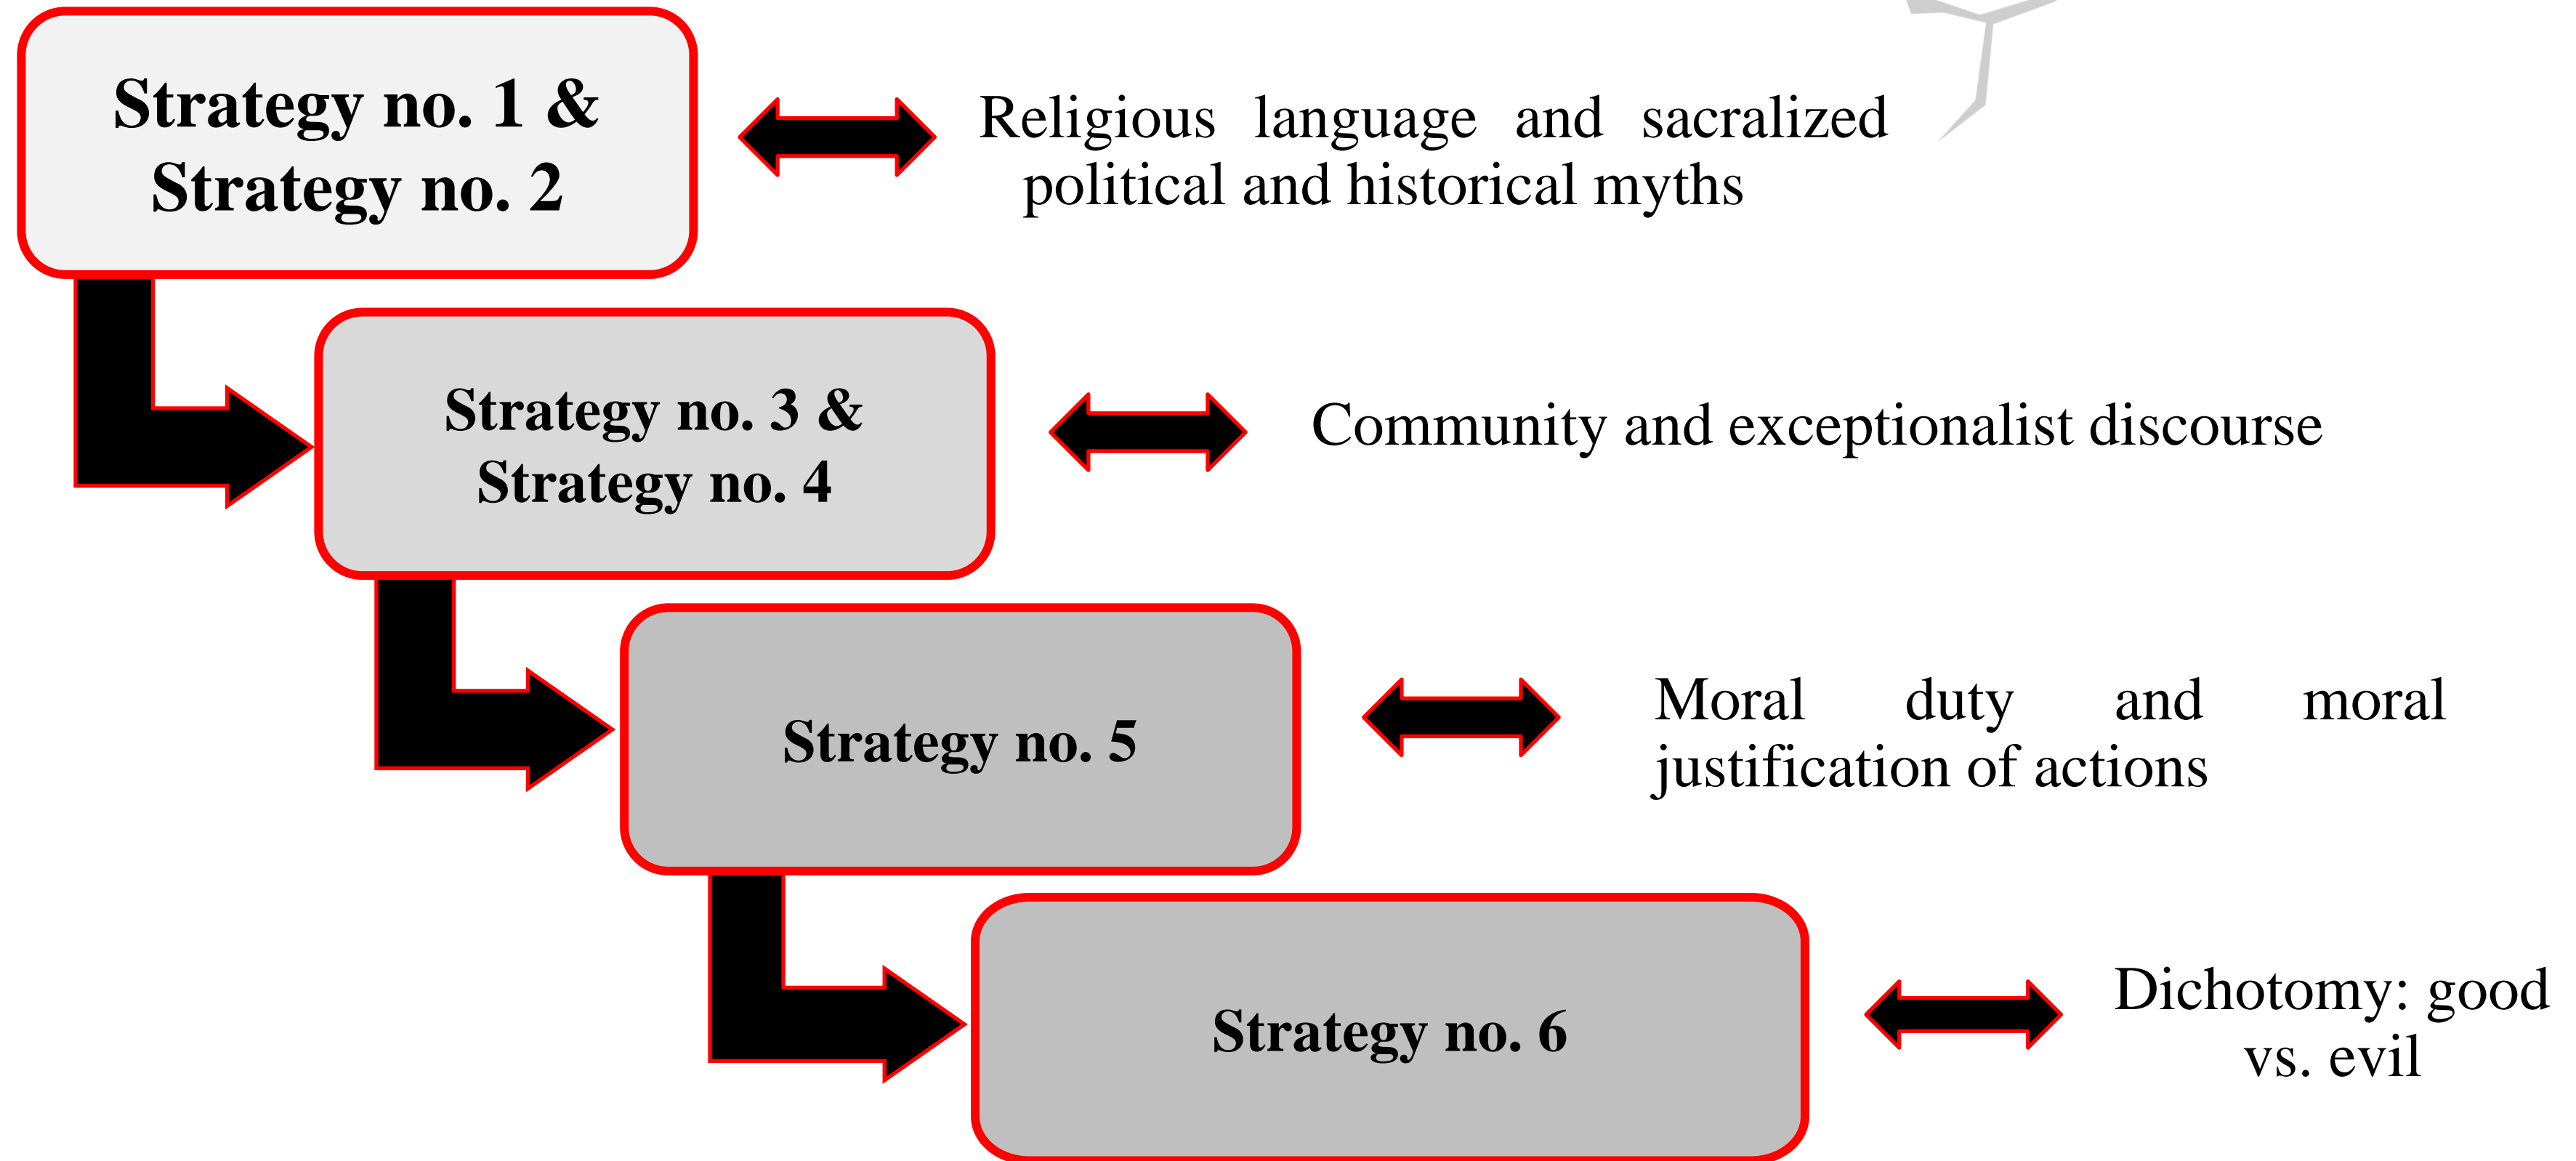 Strategy no. 1 &
Strategy no. 2
Religious language and sacralized
political and historical myths
Strategy no. 3 &
Strategy no. 4
Community and exceptionalist discourse
Strategy no. 5
Moral duty and moral
justification of actions
Strategy no. 6
Dichotomy: good
vs. evil